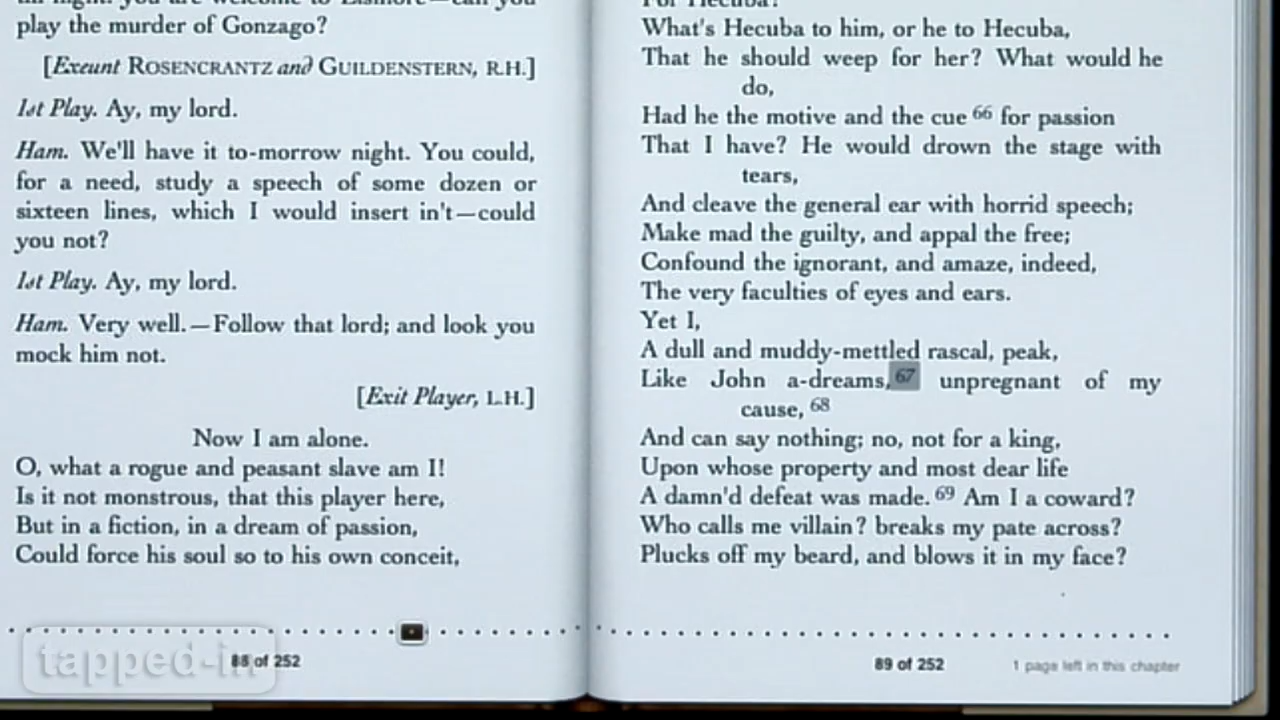 play the murder of Gonzago?
[Exeunt ROSENCRANTZ and GUILDENSTERN, R.H.]
1st Play. Ay, my lord.
Ham. We'll have it to-morrow night. You could,
for a need, study a speech of some dozen or
sixteen lines, which I would insert in't—could
you not?
1st Play. Ay, my lord.
Ham. Very well.—Follow that lord; and look you
mock him not.
[Exit Player, L.H.]
Now I am alone.
O, what a rogue and peasant slave am I!
Is it not monstrous, that this player here,
But in a fiction, in a dream of passion,
Could force his soul so to his own conceit,
88 of 252
tapped-in
For Hecuba!
What's Hecuba to him, or he to Hecuba,
That he should weep for her? What would he
do,
Had he the motive and the cue 66 for passion
That I have? He would drown the stage with
tears,
And cleave the general ear with horrid speech;
Make mad the guilty, and appal the free;
Confound the ignorant, and amaze, indeed,
The very faculties of eyes and ears.
Yet I,
A dull and muddy-mettled rascal, peak,
Like John a-dreams, 67 unpregnant of my
cause, 68
And can say nothing; no, not for a king,
Upon whose property and most dear life
A damn'd defeat was made. 69 Am I a coward?
Who calls me villain? breaks my pate across?
Plucks off my beard, and blows it in my face?
89 of 252
1 page left in this chapter